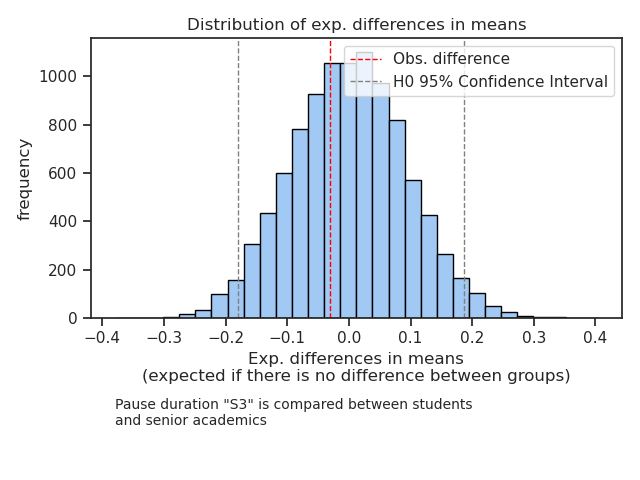 Distribution of exp. differences in means
Obs. difference
H0 95% Confidence Interval
frequency
1000
800
600
400
200
0
−0.4 −0.3 −0.2 −0.1 0.0 0.1 0.2 0.3 0.4
Exp. differences in means
(expected if there is no difference between groups)
Pause duration "S3" is compared between students
and senior academics